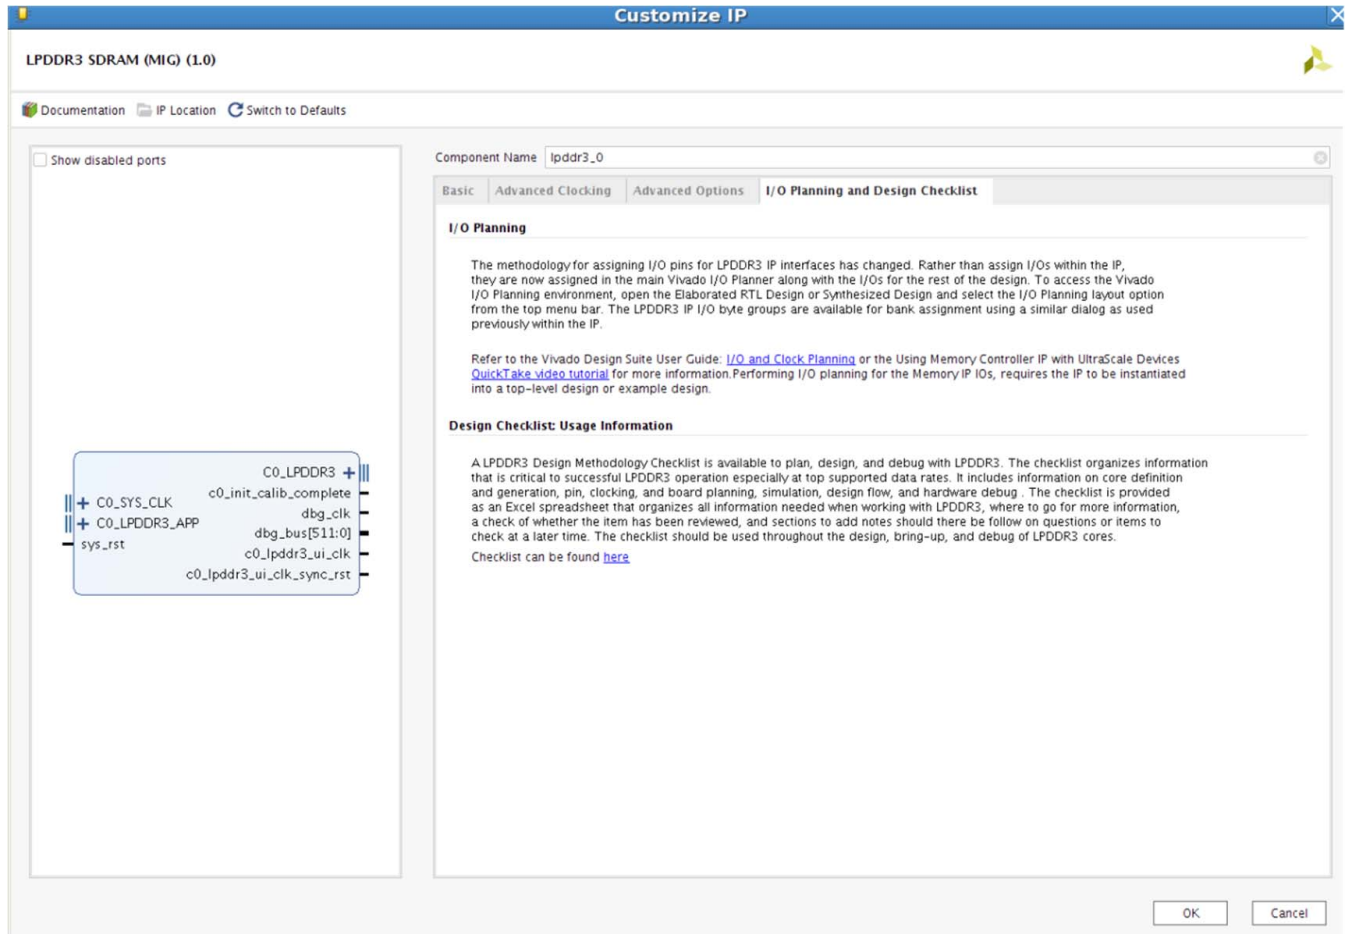 Customize IP
LPDDR3 SDRAM (MIG) (1.0)
Documentation IP Location Switch to Defaults
Show disabled ports
C0_LPDDR3
C0_SYS_CLK
c0_init_calib_complete
C0_LPDDR3_APP
dbg_clk
sys_rst
dbg_bus[511:0]
c0_lpddr3_ui_clk
c0_lpddr3_ui_clk_sync_rst
Component Name lpddr3_0
Basic Advanced Clocking Advanced Options I/O Planning and Design Checklist
I/O Planning
The methodology for assigning I/O pins for LPDDR3 IP interfaces has changed. Rather than assign I/Os within the IP,
they are now assigned in the main Vivado I/O Planner along with the I/Os for the rest of the design. To access the Vivado
I/O Planning environment, open the Elaborated RTL Design or Synthesized Design and select the I/O Planning layout option
from the top menu bar. The LPDDR3 IP I/O byte groups are available for bank assignment using a similar dialog as used
previously within the IP.
Refer to the Vivado Design Suite User Guide: I/O and Clock Planning or the Using Memory Controller IP with UltraScale Devices
QuickTake video tutorial for more information.Performing I/O planning for the Memory IP IOs, requires the IP to be instantiated
into a top-level design or example design.
Design Checklist: Usage Information
A LPDDR3 Design Methodology Checklist is available to plan, design, and debug with LPDDR3. The checklist organizes information
that is critical to successful LPDDR3 operation especially at top supported data rates. It includes information on core definition
and generation, pin, clocking, and board planning, simulation, design flow, and hardware debug . The checklist is provided
as an Excel spreadsheet that organizes all information needed when working with LPDDR3, where to go for more information,
a check of whether the item has been reviewed, and sections to add notes should there be follow on questions or items to
check at a later time. The checklist should be used throughout the design, bring-up, and debug of LPDDR3 cores.
Checklist can be found here
OK Cancel